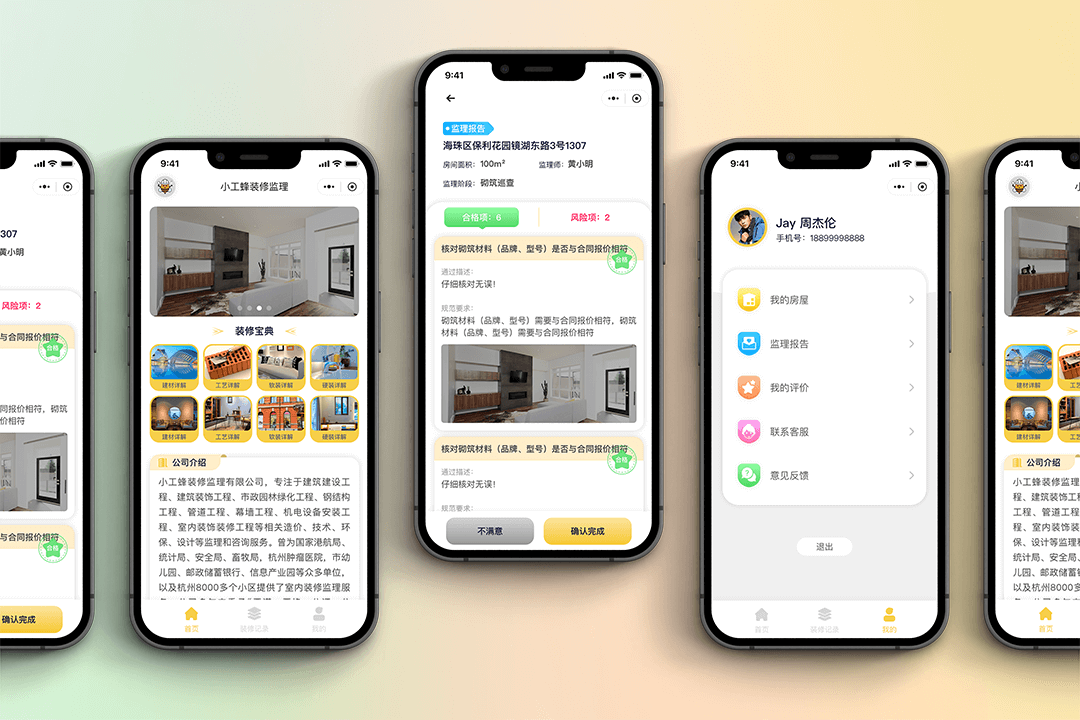 307
黄小明
风险项：2
与合同报价相符
合格
同报价相符，砌筑
价相符
与合同报价相符
合格
确认完成
9:41
小工蜂装修监理
装修宝典
建材详解
工艺详解
软装详解
硬装详解
建材详解
工艺详解
软装详解
硬装详解
公司介绍
小工蜂装修监理有限公司，专注于建筑建设工
程、建筑装饰工程、市政园林绿化工程、钢结构
工程、管道工程、幕墙工程、机电设备安装工
程、室内装饰装修工程等相关造价、技术、环
保、设计等监理和咨询服务。曾为国家港航局、
统计局、安全局、畜牧局，杭州肿瘤医院，市幼
儿园、邮政储蓄银行、信息产业园等众多单位，
以及杭州8000多个小区提供了室内装修监理服
首页
装修记录
我的
9:41
监理报告
海珠区保利花园镜湖东路3号1307
房间面积：100m²
监理师：黄小明
监理阶段：砌筑巡查
合格项：6
风险项：2
核对砌筑材料（品牌、型号）是否与合同报价相符
合格
通过描述：
仔细核对无误！
规范要求：
砌筑材料（品牌、型号）需要与合同报价相符，砌筑
材料（品牌、型号）需要与合同报价相符
核对砌筑材料（品牌、型号）是否与合同报价相符
合格
通过描述：
仔细核对无误！
规范要求：
不满意
确认完成
9:41
Jay 周杰伦
手机号：18899998888
我的房屋
监理报告
我的评价
联系客服
意见反馈
退出
首页
装修记录
我的
9:41
建材详解
建材详解
公司介绍
小工蜂装修监理
程、建筑装饰工
工程、管道工程
程、室内装饰装
保、设计等监理
统计局、安全局
儿园、邮政储蓄
以及杭州8000多
首页